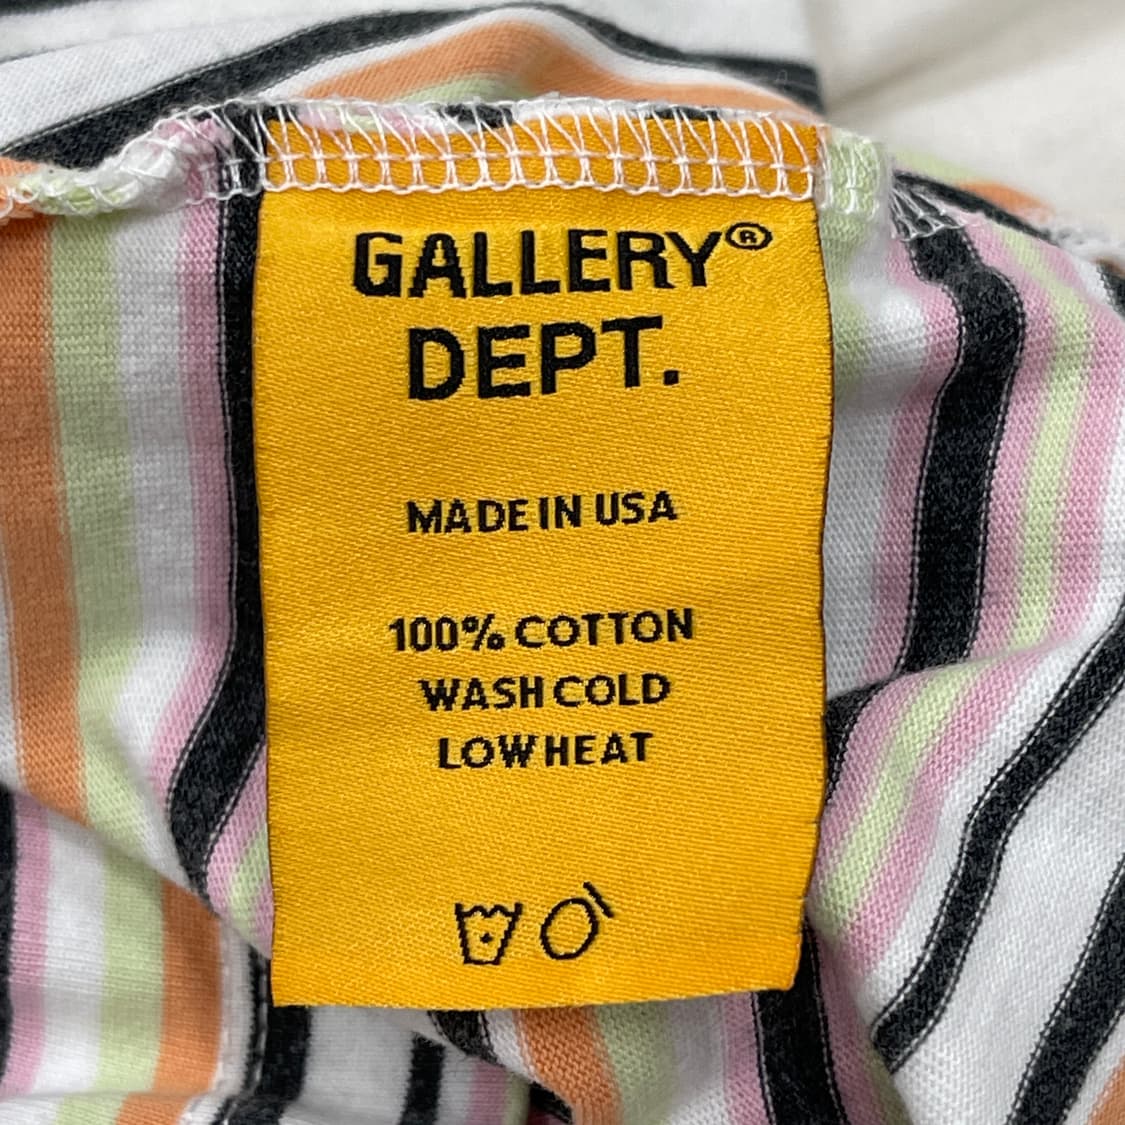 GALLERY®
DEPT.
MADE IN USA
100% COTTON
WASH COLD
LOW HEAT